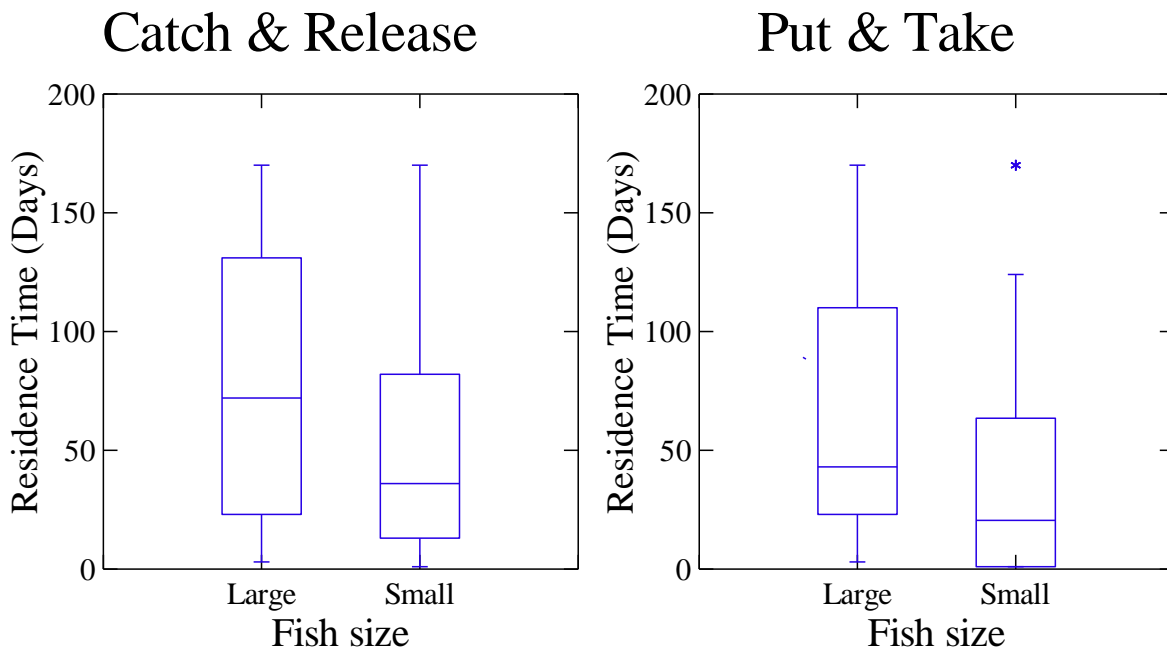 Catch & Release
200
150
100
50
0
Residence Time (Days)
Large Small
Fish size
Put & Take
200
150
100
50
0
Residence Time (Days)
Large Small
Fish size